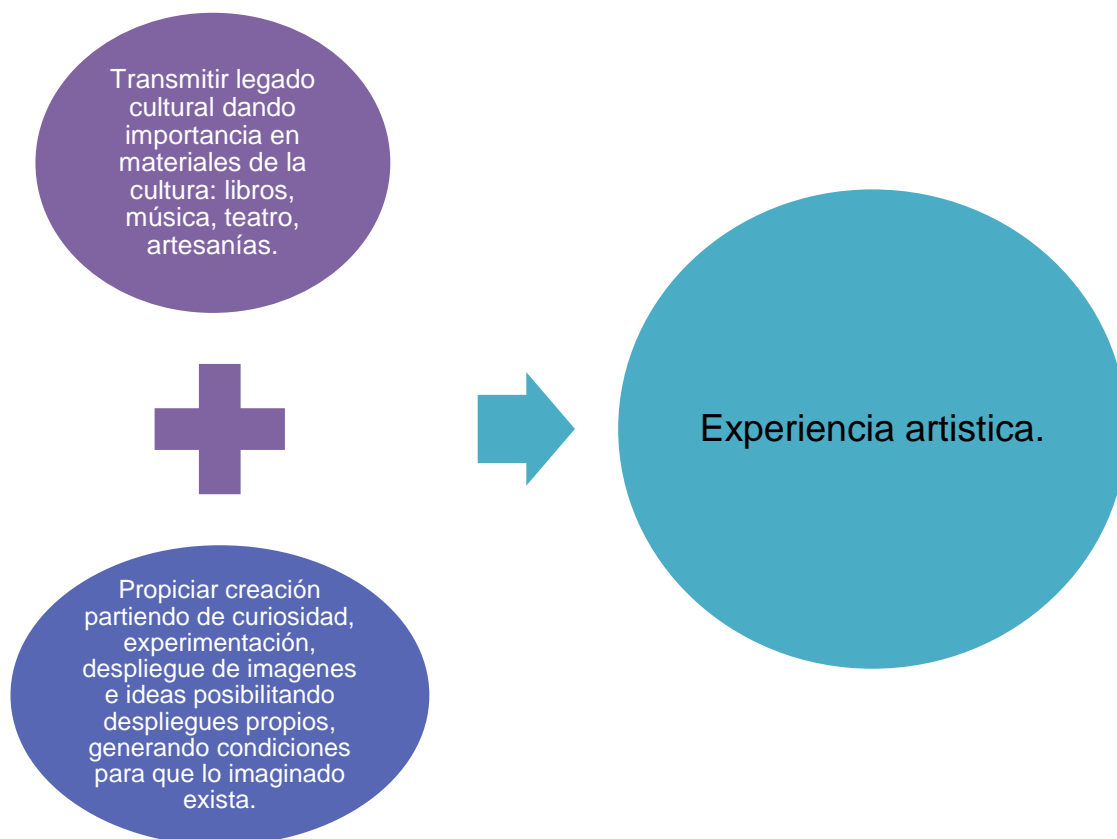 Transmitir legado
cultural dando
importancia en
materiales de la
cultura: libros,
música, teatro,
artesanías.
Propiciar creación
partiendo de curiosidad,
experimentación,
despliegue de imagenes
e ideas posibilitando
despliegues propios,
generando condiciones
para que lo imaginado
exista.
Experiencia artistica.